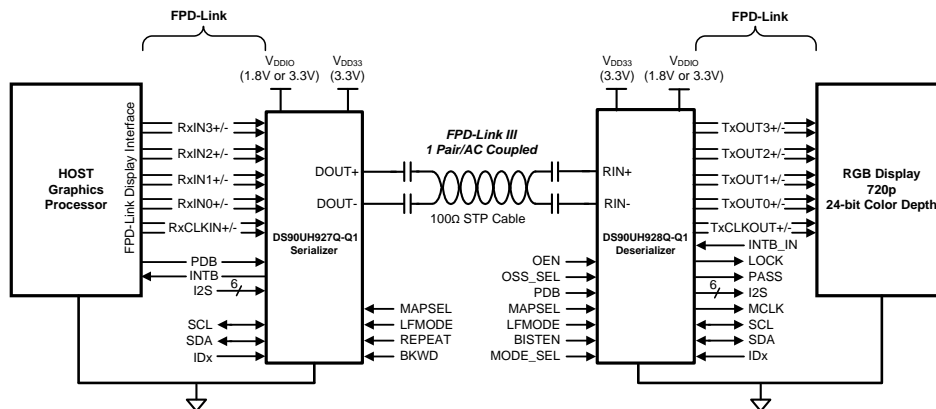 FPD-Link
FPD-Link
VDDIO
(1.8V or 3.3V)
VDD33
(3.3V)
VDD33
(3.3V)
VDDIO
(1.8V or 3.3V)
HOST
Graphics
Processor
FPD-Link Display Interface
RxIN3+/-
RxIN2+/-
RxIN1+/-
RxIN0+/-
RxCLKIN+/-
PDB
INTB
I2S
6
SCL
SDA
IDx
DOUT+
DOUT-
DS90UH927Q-Q1
Serializer
MAPSEL
LFMODE
REPEAT
BKWD
FPD-Link III
1 Pair/AC Coupled
100Ω STP Cable
RIN+
RIN-
DS90UH928Q-Q1
Deserializer
OEN
OSS_SEL
PDB
MAPSEL
LFMODE
BISTEN
MODE_SEL
TxOUT3+/-
TxOUT2+/-
TxOUT1+/-
TxOUT0+/-
TxCLKOUT+/-
INTB_IN
LOCK
PASS
6
I2S
MCLK
SCL
SDA
IDx
RGB Display
720p
24-bit Color Depth